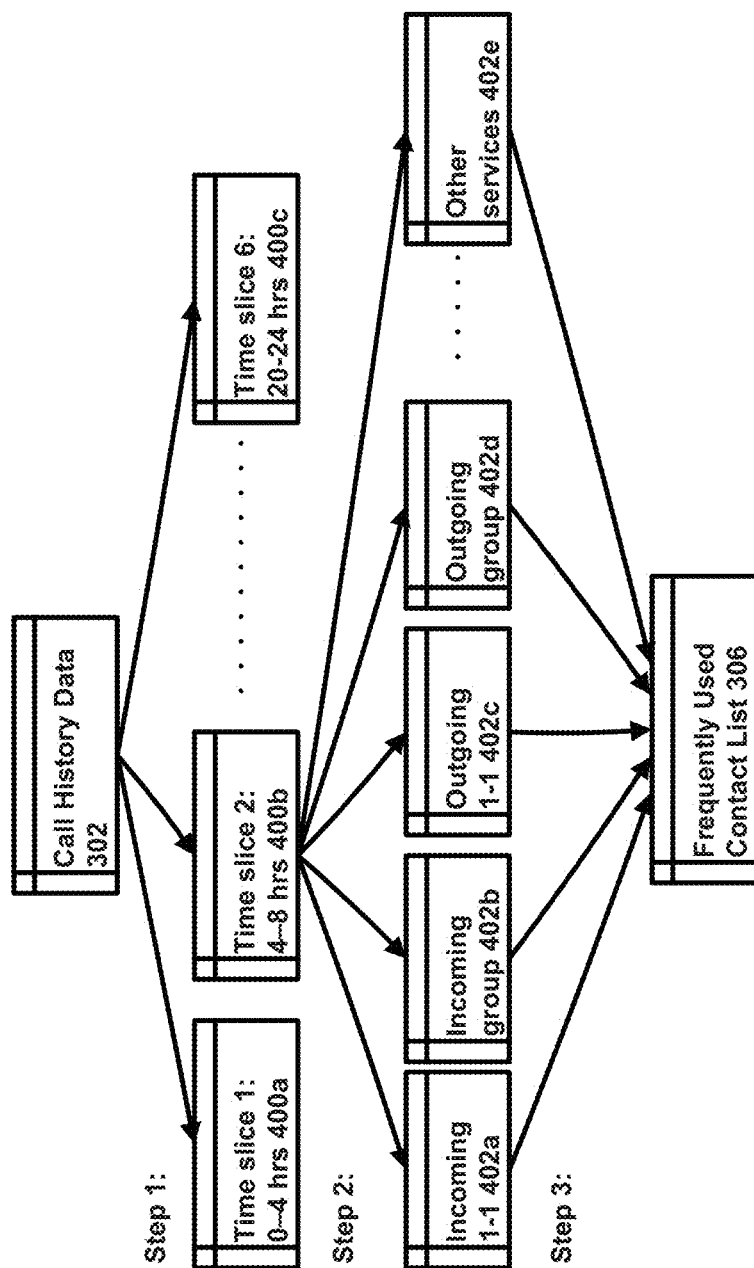 Call History Data
302
Step 1:
Time slice 1:
0–4 hrs 400a
Time slice 2:
4–8 hrs 400b
Time slice 6:
20-24 hrs 400c
Step 2:
Incoming
1-1 402a
Incoming
group 402b
Outgoing
1-1 402c
Outgoing
group 402d
Other
services 402e
Step 3:
Frequently Used
Contact List 306